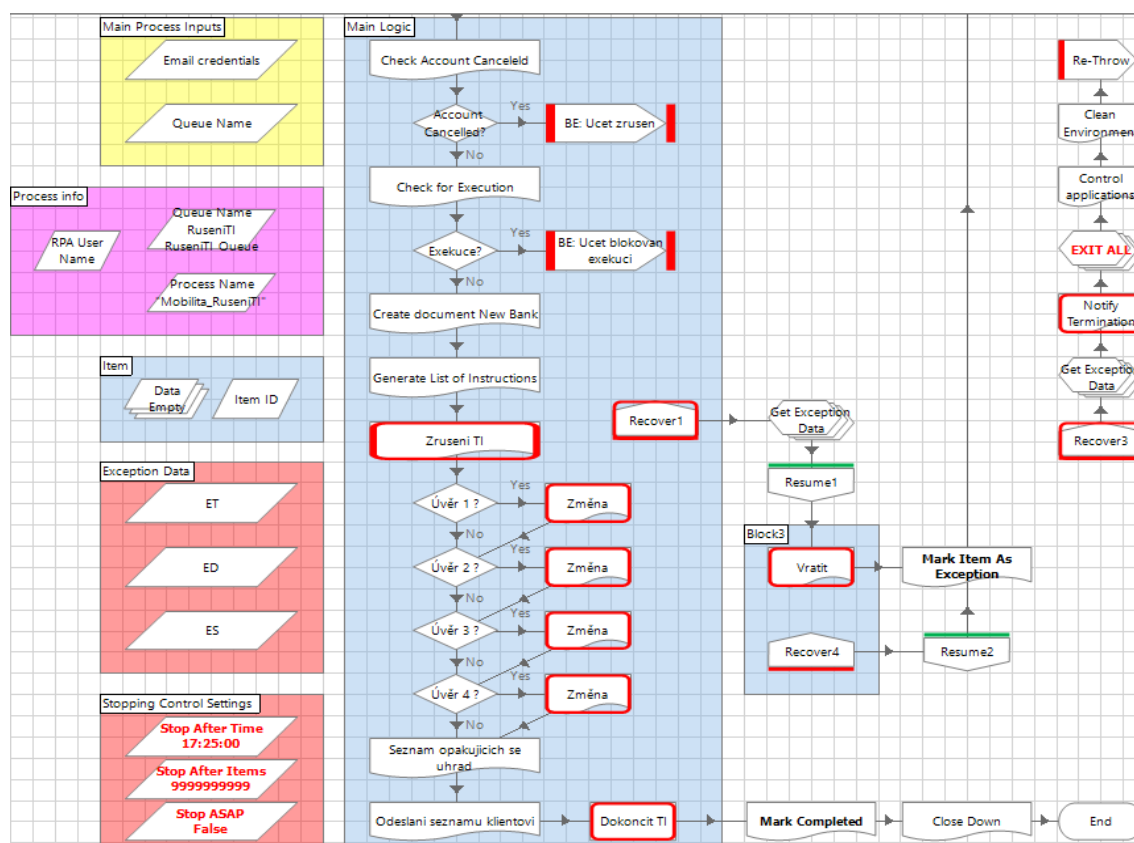 Main Process Inputs
Email credentials
Queue Name
Process info
RPA User
Name
Queue Name
RuseniTI
RuseniTI_Queue
Process Name
"Mobilita_RuseniTI"
Item
Data
Empty
Item ID
Exception Data
ET
ED
ES
Stopping Control Settings
Stop After Time
17:25:00
Stop After Items
9999999999
Stop ASAP
False
Main Logic
Check Account Canceleld
Account
Cancelled?
Yes
BE: Ucet zrusen
No
Check for Execution
Exekuce?
Yes
BE: Ucet blokovan
exekuci
No
Create document New Bank
Generate List of Instructions
Zruseni TI
Úvěr 1 ?
Yes
Změna
No
Úvěr 2 ?
Yes
Změna
No
Úvěr 3 ?
Yes
Změna
No
Úvěr 4 ?
Yes
Změna
No
Seznam opakujicich se
uhrad
Odeslani seznamu klientovi
Dokoncit TI
Mark Completed
Close Down
End
Recover1
Get Exception
Data
Resume1
Block3
Vratit
Mark Item As
Exception
Recover4
Resume2
Re-Throw
Clean
Environment
Control
applications
EXIT ALL
Notify
Termination
Get Exception
Data
Recover3